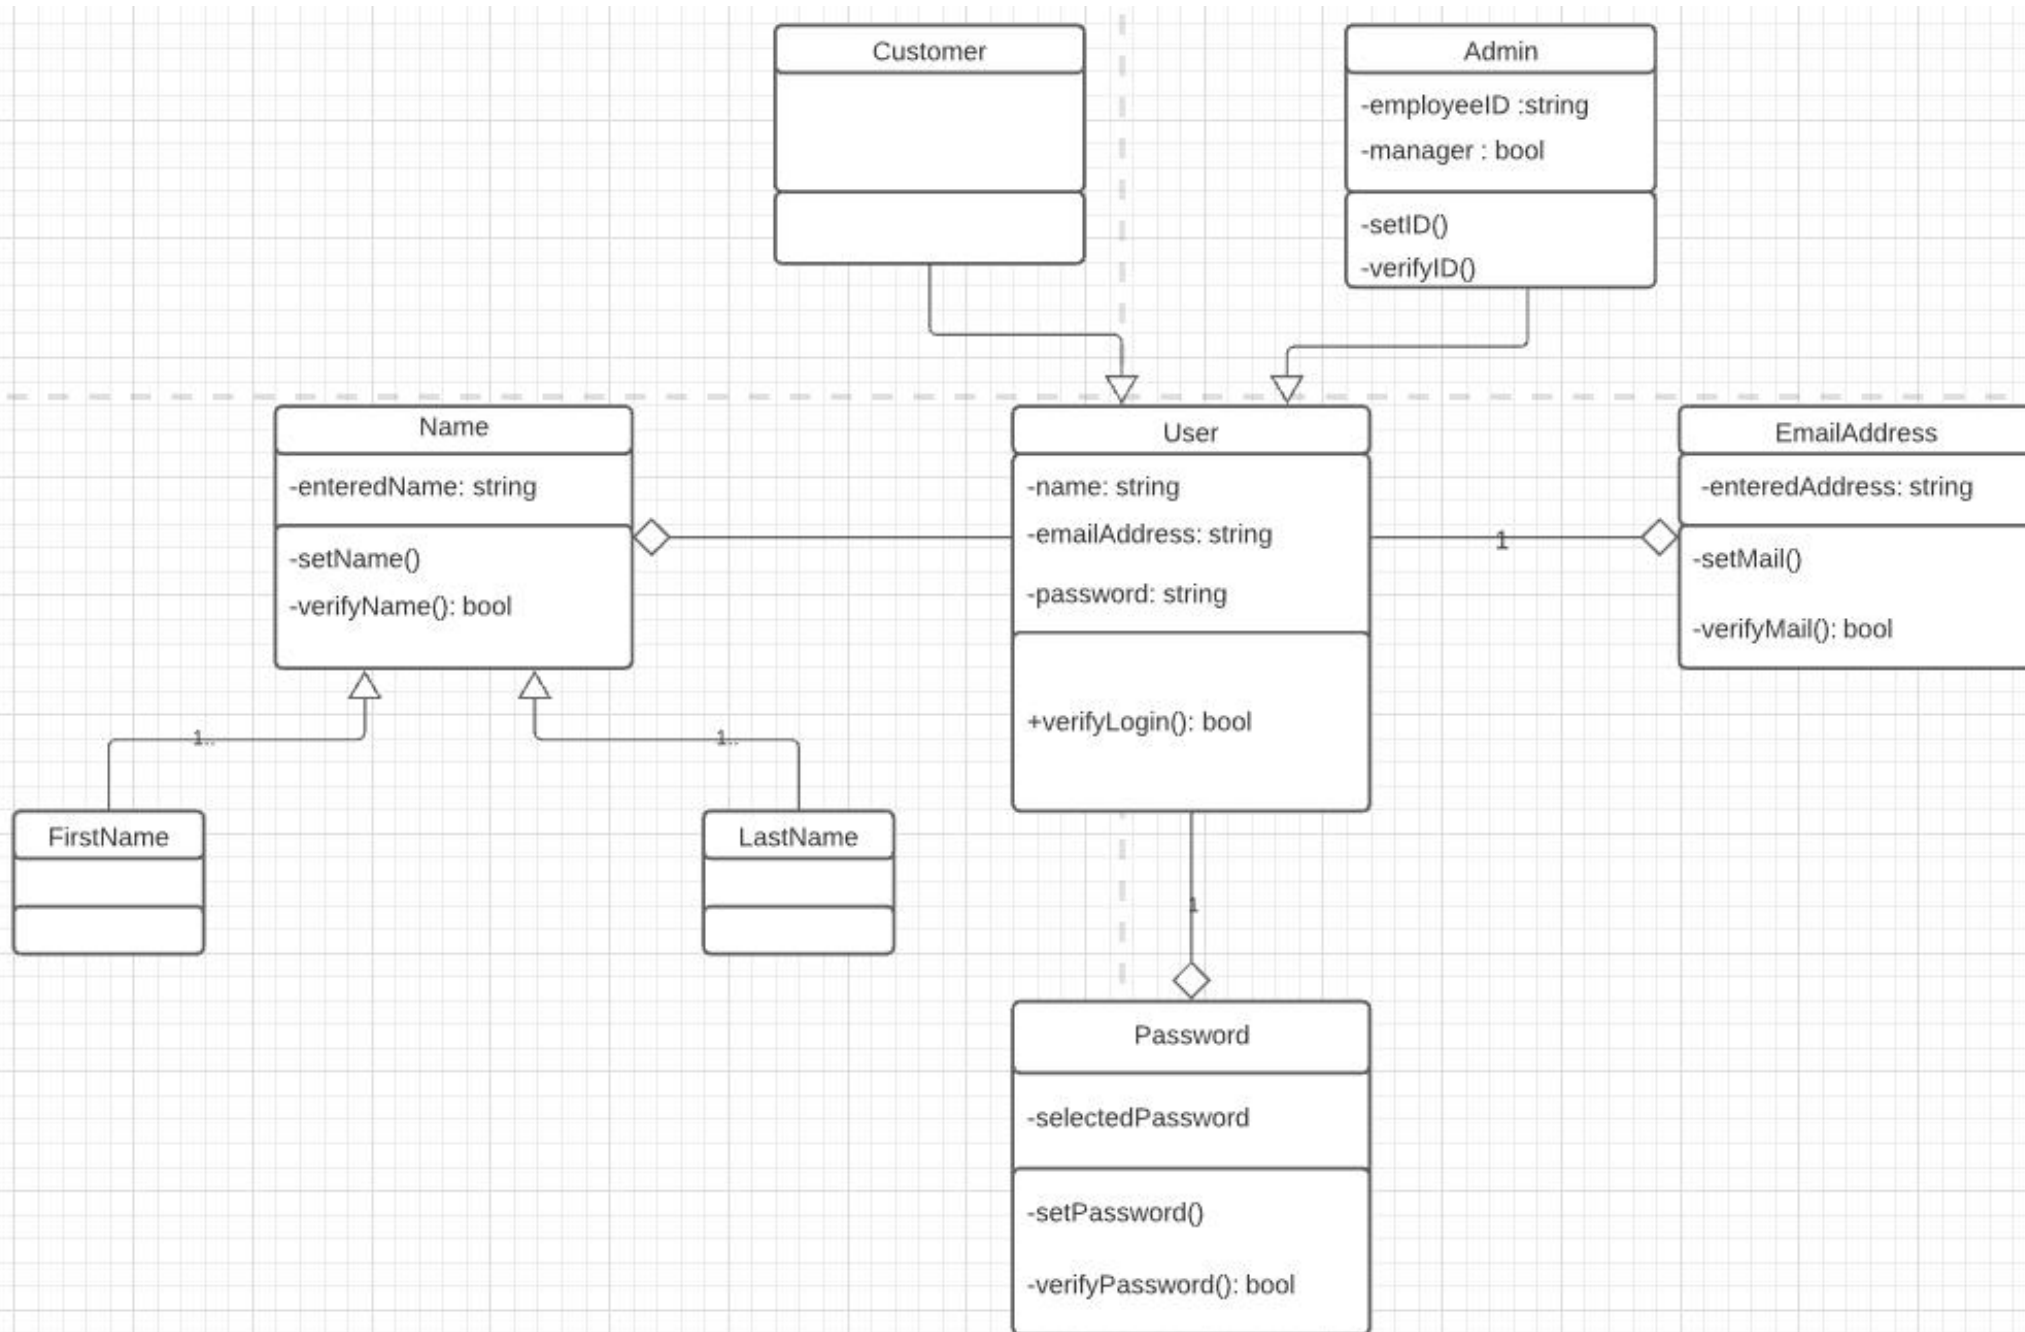 Customer
Admin
-employeeID :string
-manager : bool
-setID()
-verifyID()
Name
-enteredName: string
-setName()
-verifyName(): bool
User
-name: string
-emailAddress: string
-password: string
+verifyLogin(): bool
1
EmailAddress
-enteredAddress: string
-setMail()
-verifyMail(): bool
1..
1..
FirstName
LastName
1
Password
-selectedPassword
-setPassword()
-verifyPassword(): bool